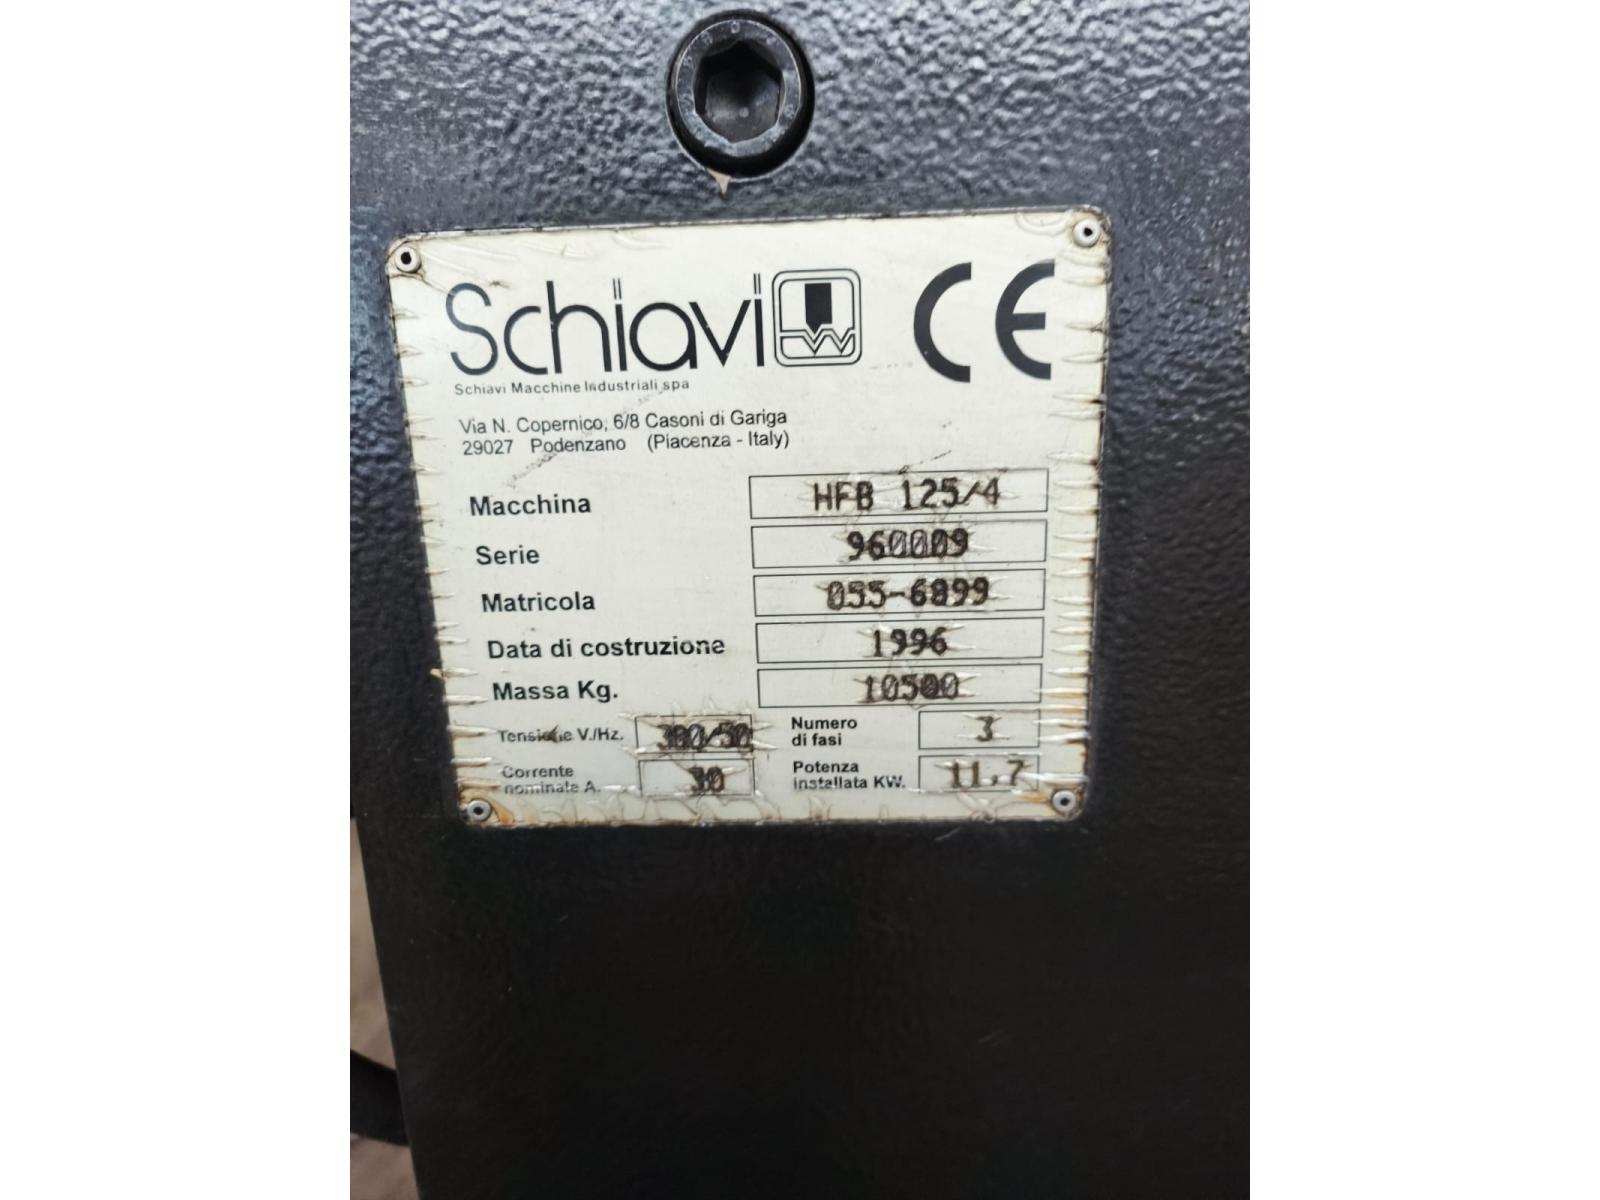 Schiavi CE
Schiavi Macchine Industriali spa
Via N. Copernico, 6/8 Casoni di Gariga
29027 Podenzano (Piacenza - Italy)
Macchina HFB 125/4
Serie 960009
Matricola 055-6899
Data di costruzione 1996
Massa Kg. 10500
Tensione V./Hz. 380/50 Numero di fasi 3
Corrente nominate A. 30 Potenza installata KW. 11,7